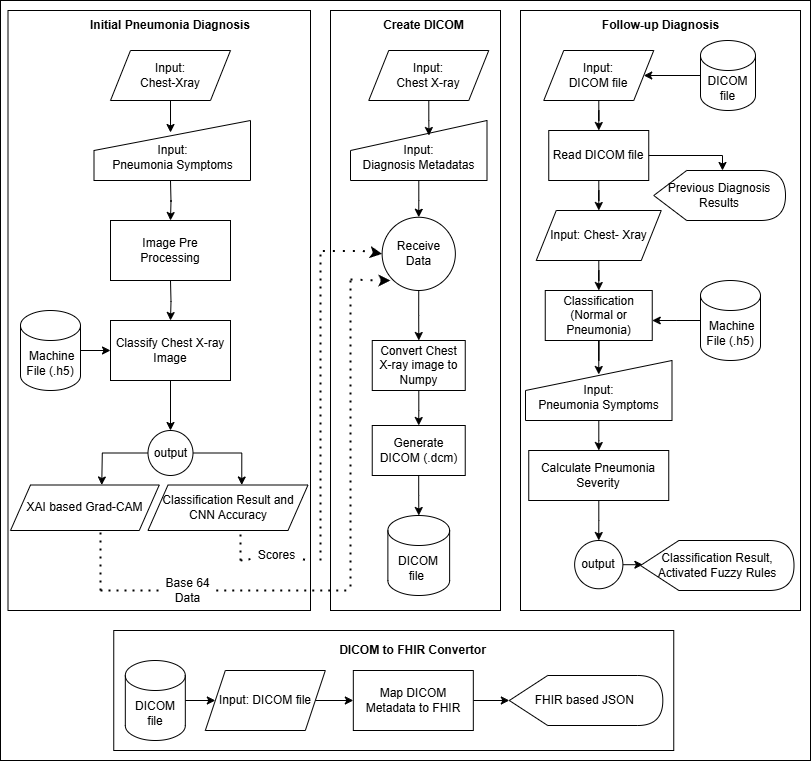 Initial Pneumonia Diagnosis
Input:
Chest-Xray
Input:
Pneumonia Symptoms
Image Pre
Processing
Machine
File (.h5)
Classify Chest X-ray
Image
output
XAI based Grad-CAM
Classification Result and
CNN Accuracy
Scores
Base 64
Data
Create DICOM
Input:
Chest X-ray
Input:
Diagnosis Metadatas
Receive
Data
Convert Chest
X-ray image to
Numpy
Generate
DICOM (.dcm)
DICOM
file
Follow-up Diagnosis
Input:
DICOM file
DICOM
file
Read DICOM file
Previous Diagnosis
Results
Input: Chest- Xray
Classification
(Normal or
Pneumonia)
Machine
File (.h5)
Input:
Pneumonia Symptoms
Calculate Pneumonia
Severity
output
Classification Result,
Activated Fuzzy Rules
DICOM to FHIR Convertor
DICOM
file
Input: DICOM file
Map DICOM
Metadata to FHIR
FHIR based JSON